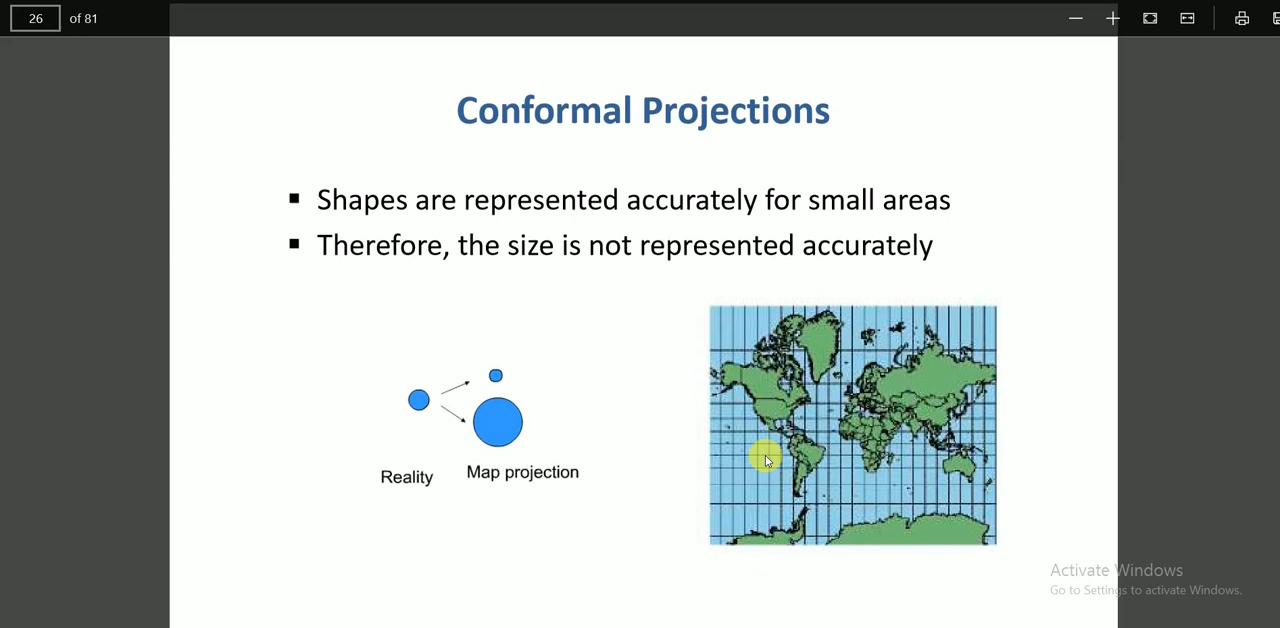 26 of 81
Conformal Projections
▪ Shapes are represented accurately for small areas
▪ Therefore, the size is not represented accurately
Reality
Map projection
Activate Windows
Go to Settings to activate Windows.